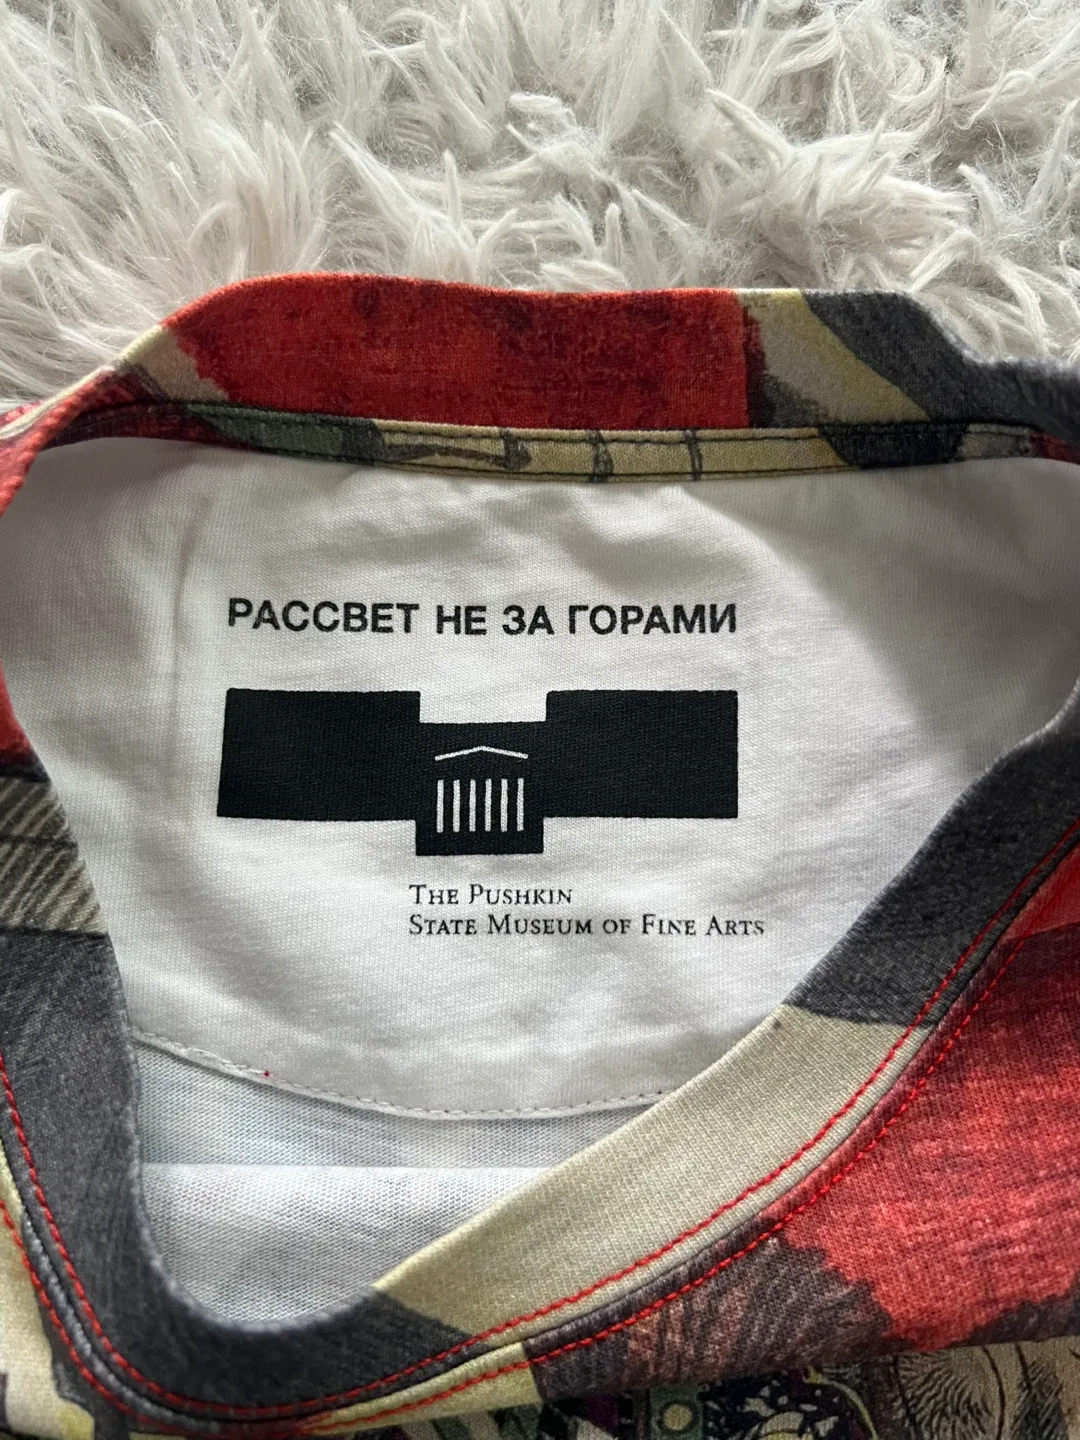 РАССВЕТ НЕ ЗА ГОРАМИ
THE PUSHKIN
STATE MUSEUM OF FINE ARTS